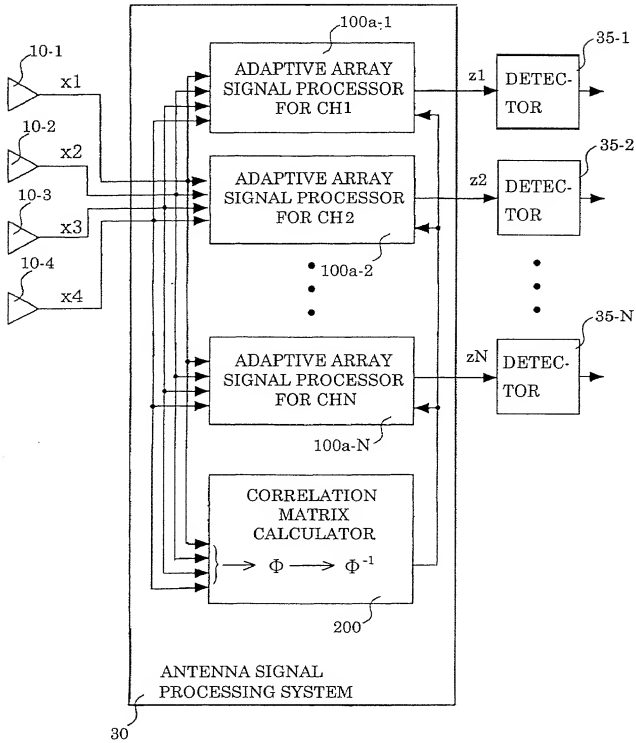 100a-1
10-1
x1
ADAPTIVE ARRAY
SIGNAL PROCESSOR
FOR CH1
z1
35-1
DETEC-
TOR
10-2
x2
ADAPTIVE ARRAY
SIGNAL PROCESSOR
FOR CH2
z2
35-2
DETEC-
TOR
10-3
x3
100a-2
10-4
x4
ADAPTIVE ARRAY
SIGNAL PROCESSOR
FOR CHN
zN
35-N
DETEC-
TOR
100a-N
CORRELATION
MATRIX
CALCULATOR
Φ Φ⁻¹
200
ANTENNA SIGNAL
PROCESSING SYSTEM
30